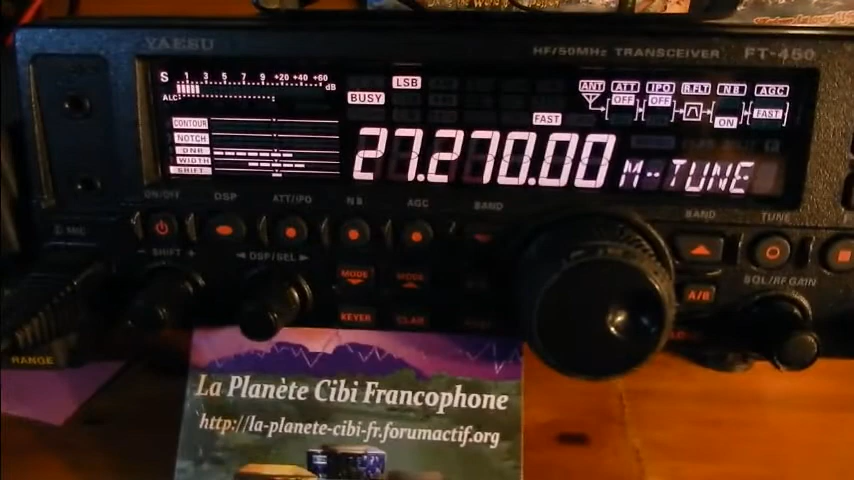 YAESU
HF/50MHz TRANSCEIVER FT-450
S 1 3 5 7 9 +20 +40 +60 dB
ALC
LSB
BUSY
FAST
ANT ATT IPO R.FLT NB AGC
OFF OFF ON FAST
CONTOUR
NOTCH
DNR
WIDTH
SHIFT
27.270.00
M--TUNE
ON/OFF DSP ATT/IPO NB AGC BAND
BAND TUNE
MIC
- SHIFT +
DSP/SEL
MODE MODE
KEYER CLAR
A/B
SQL/RF GAIN
RANGE
La Planète Cibi Francophone
http://la-planete-cibi-fr.forumactif.org